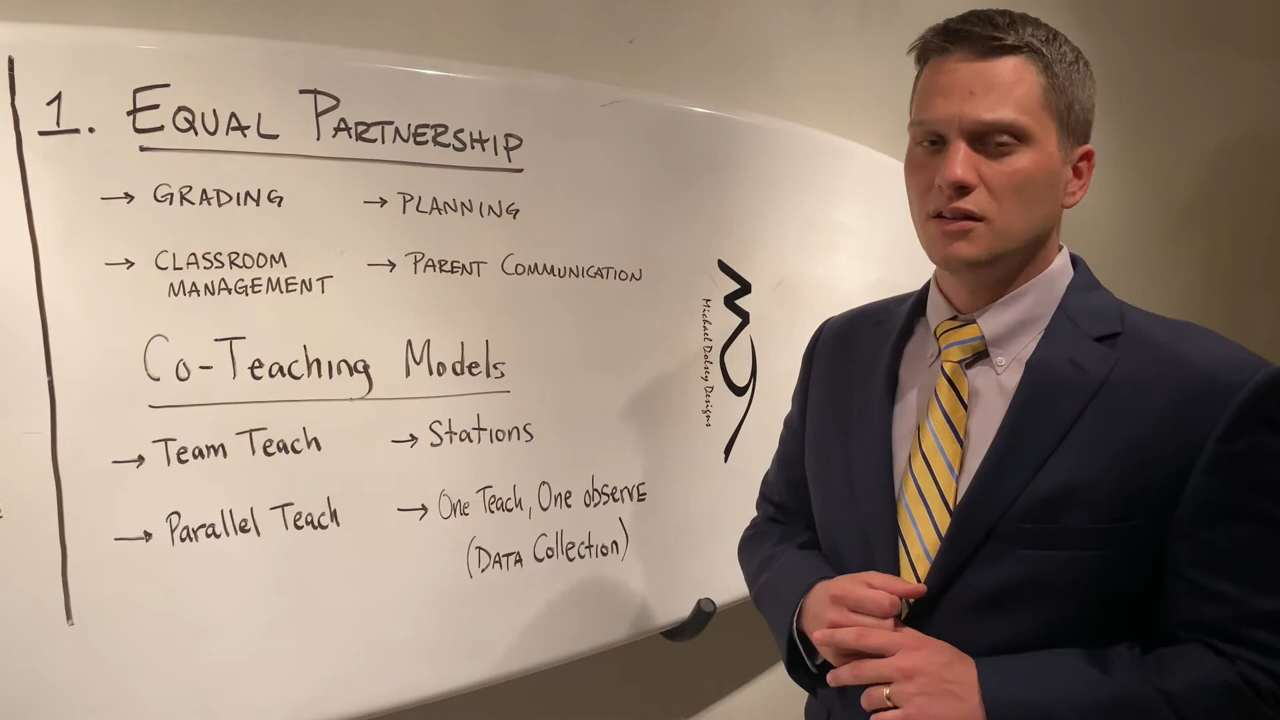 1. EQUAL PARTNERSHIP
→ GRADING → PLANNING
→ CLASSROOM MANAGEMENT → PARENT COMMUNICATION
Co-Teaching Models
→ Team Teach → Stations
→ Parallel Teach → One Teach, One observe
(DATA Collection)
Michael Dolsey Designs